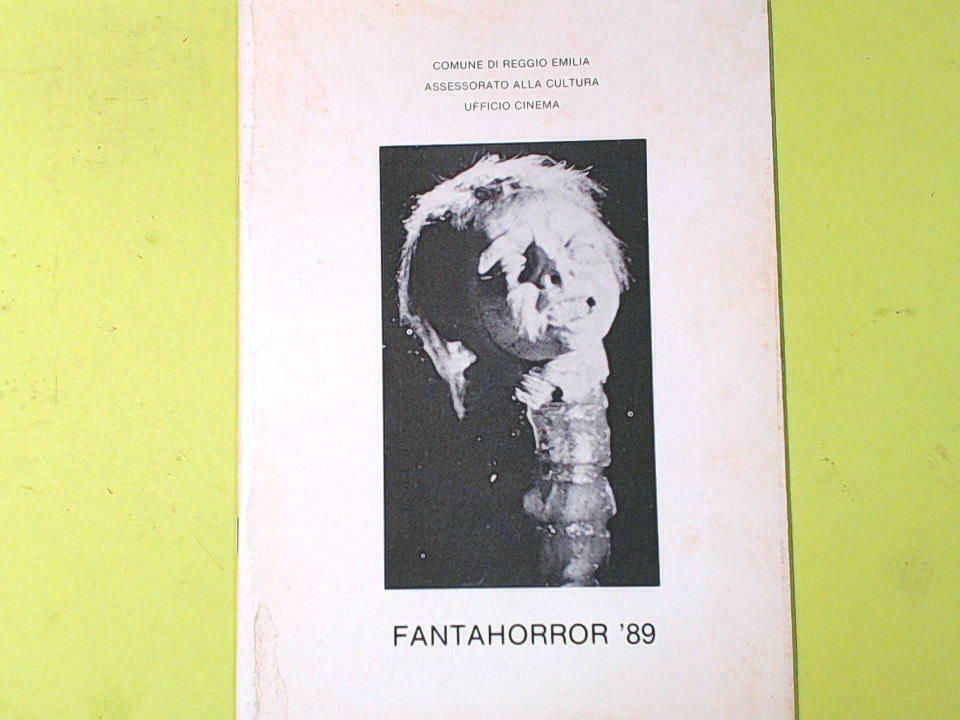 COMUNE DI REGGIO EMILIA
ASSESSORATO ALLA CULTURA
UFFICIO CINEMA
FANTAHORROR '89